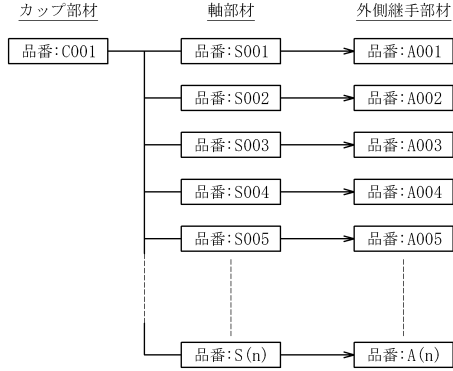 カップ部材 軸部材 外側継手部材
品番:C001 品番:S001 品番:A001
品番:S002 品番:A002
品番:S003 品番:A003
品番:S004 品番:A004
品番:S005 品番:A005
品番:S(n) 品番:A(n)